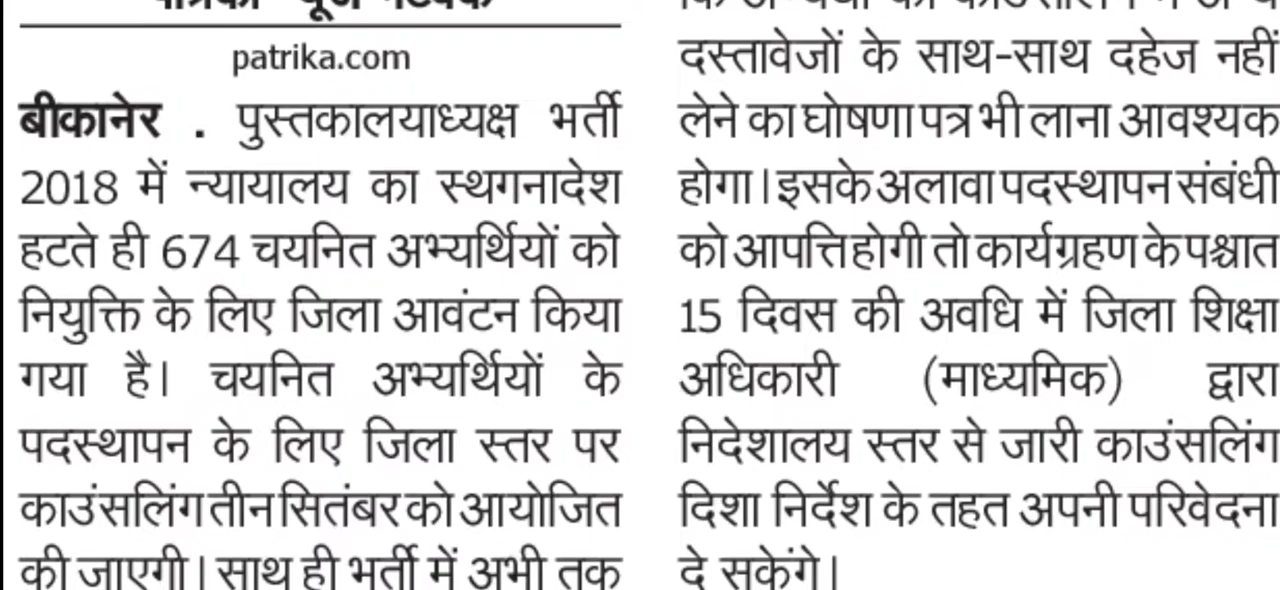 patrika.com
बीकानेर . पुस्तकालयाध्यक्ष भर्ती
2018 में न्यायालय का स्थगनादेश
हटते ही 674 चयनित अभ्यर्थियों को
नियुक्ति के लिए जिला आवंटन किया
गया है। चयनित अभ्यर्थियों के
पदस्थापन के लिए जिला स्तर पर
काउंसलिंग तीन सितंबर को आयोजित
की जाएगी। साथ ही भर्ती में अभी तक
दस्तावेजों के साथ-साथ दहेज नहीं
लेने का घोषणा पत्र भी लाना आवश्यक
होगा। इसके अलावा पदस्थापन संबंधी
को आपत्ति होगी तो कार्यग्रहण के पश्चात
15 दिवस की अवधि में जिला शिक्षा
अधिकारी (माध्यमिक) द्वारा
निदेशालय स्तर से जारी काउंसलिंग
दिशा निर्देश के तहत अपनी परिवेदना
दे सकेंगे।